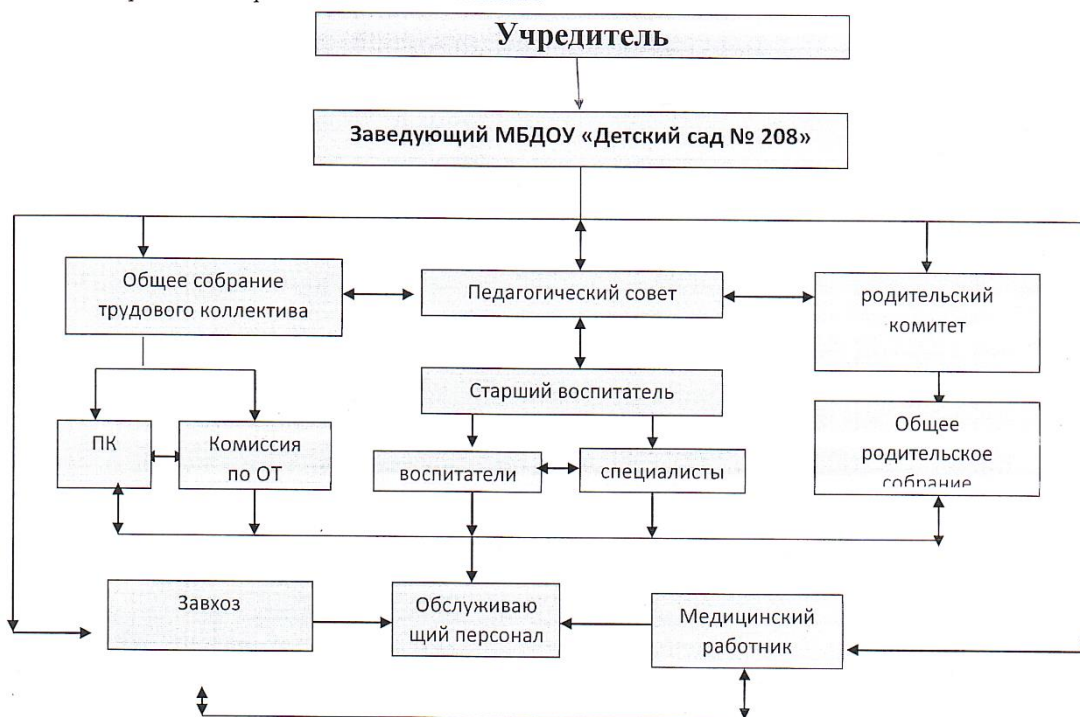 Учредитель
Заведующий МБДОУ «Детский сад № 208»
Общее собрание
трудового коллектива
Педагогический совет
родительский
комитет
Старший воспитатель
ПК
Комиссия
по ОТ
воспитатели
специалисты
Общее
родительское
собрание
Завхоз
Обслуживаю
щий персонал
Медицинский
работник